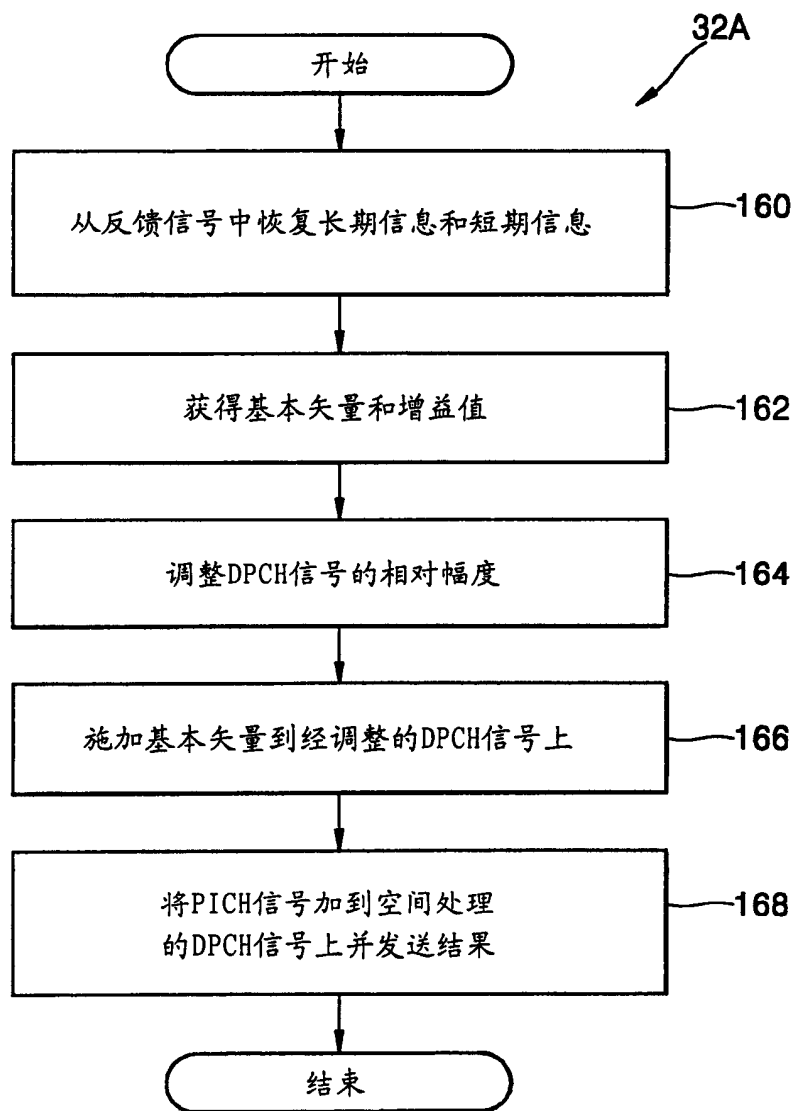 32A
开始
从反馈信号中恢复长期信息和短期信息
160
获得基本矢量和增益值
162
调整DPCH信号的相对幅度
164
施加基本矢量到经调整的DPCH信号上
166
将PICH信号加到空间处理
的DPCH信号上并发送结果
168
结束